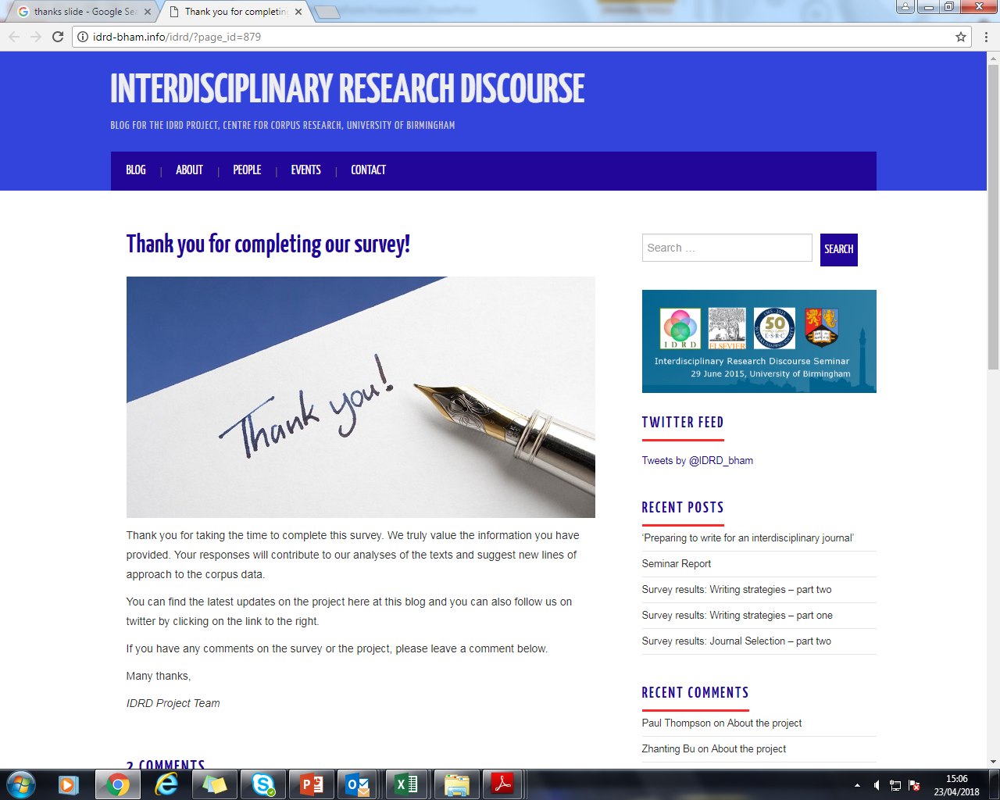 thanks slide - Google Sea
Thank you for completing
idrd-bham.info/idrd/?page_id=879
INTERDISCIPLINARY RESEARCH DISCOURSE
BLOG FOR THE IDRD PROJECT, CENTRE FOR CORPUS RESEARCH, UNIVERSITY OF BIRMINGHAM
BLOG | ABOUT | PEOPLE | EVENTS | CONTACT
Thank you for completing our survey!
Thank you!
Thank you for taking the time to complete this survey. We truly value the information you have
provided. Your responses will contribute to our analyses of the texts and suggest new lines of
approach to the corpus data.
You can find the latest updates on the project here at this blog and you can also follow us on
twitter by clicking on the link to the right.
If you have any comments on the survey or the project, please leave a comment below.
Many thanks,
IDRD Project Team
2 COMMENTS
Search …
SEARCH
IDRD
ELSEVIER
50
E·S·R·C
Interdisciplinary Research Discourse Seminar
29 June 2015, University of Birmingham
TWITTER FEED
Tweets by @IDRD_bham
RECENT POSTS
‘Preparing to write for an interdisciplinary journal’
Seminar Report
Survey results: Writing strategies – part two
Survey results: Writing strategies – part one
Survey results: Journal Selection – part two
RECENT COMMENTS
Paul Thompson on About the project
Zhanting Bu on About the project
15:06
23/04/2018